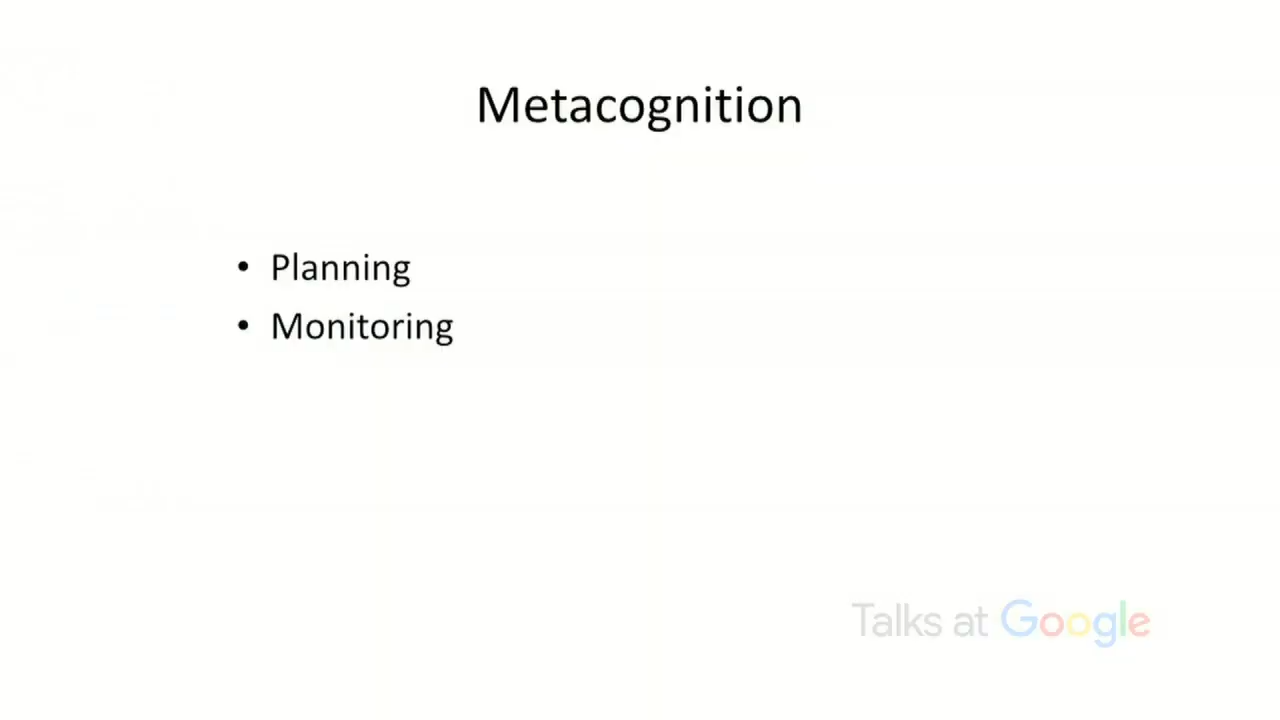 Metacognition
• Planning
• Monitoring
Talks at Google